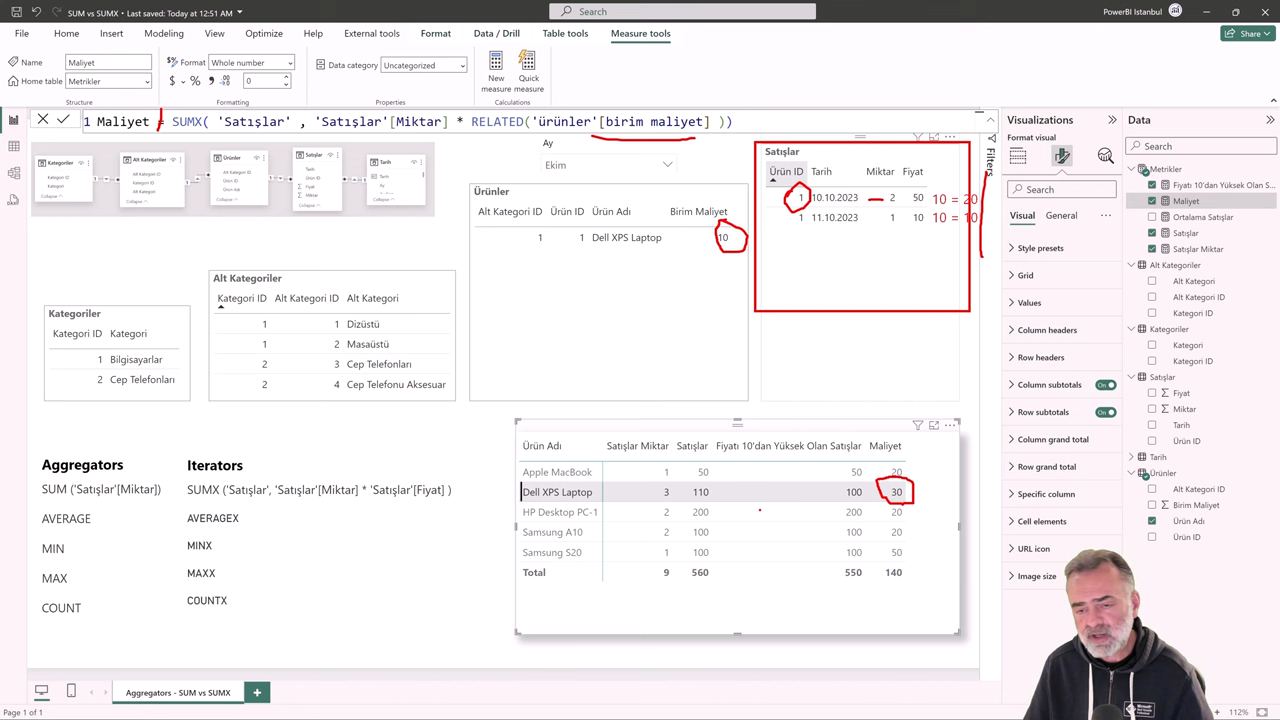 SUM vs SUMX • Last saved: Today at 12:51 AM
Search
PowerBI Istanbul
File Home Insert Modeling View Optimize Help External tools Format Data / Drill Table tools Measure tools
Share
Name Maliyet
Home table Metrikler
Structure
Format Whole number
$ % 0
Formatting
Data category Uncategorized
Properties
New measure
Quick measure
Calculations
1 Maliyet = SUMX( 'Satışlar' , 'Satışlar'[Miktar] * RELATED('ürünler'[birim maliyet] ))
Ay
Ekim
Ürünler
Alt Kategori ID Ürün ID Ürün Adı Birim Maliyet
1 1 Dell XPS Laptop 10
Satışlar
Ürün ID Tarih Miktar Fiyat
1 10.10.2023 2 50 10 = 20
1 11.10.2023 1 10 10 = 10
Kategoriler
Kategori ID Kategori
1 Bilgisayarlar
2 Cep Telefonları
Alt Kategoriler
Kategori ID Alt Kategori ID Alt Kategori
1 1 Dizüstü
1 2 Masaüstü
2 3 Cep Telefonları
2 4 Cep Telefonu Aksesuar
Ürün Adı Satışlar Miktar Satışlar Fiyatı 10'dan Yüksek Olan Satışlar Maliyet
Apple MacBook 1 50 50 20
Dell XPS Laptop 3 110 100 30
HP Desktop PC-1 2 200 200 20
Samsung A10 2 100 100 20
Samsung S20 1 100 100 50
Total 9 560 550 140
Aggregators
SUM ('Satışlar'[Miktar])
AVERAGE
MIN
MAX
COUNT
Iterators
SUMX ('Satışlar', 'Satışlar'[Miktar] * 'Satışlar'[Fiyat] )
AVERAGEX
MINX
MAXX
COUNTX
Filters
Visualizations
Format visual
Search
Visual General
Style presets
Grid
Values
Column headers
Row headers
Column subtotals On
Row subtotals On
Column grand total
Row grand total
Specific column
Cell elements
URL icon
Image size
Data
Search
Metrikler
Fiyatı 10'dan Yüksek Olan S...
Maliyet
Ortalama Satışlar
Satışlar
Satışlar Miktar
Alt Kategoriler
Alt Kategori
Alt Kategori ID
Kategori ID
Kategoriler
Kategori
Kategori ID
Satışlar
Fiyat
Miktar
Tarih
Ürün ID
Tarih
Ürünler
Alt Kategori ID
Birim Maliyet
Ürün Adı
Ürün ID
Aggregators - SUM vs SUMX
Page 1 of 1
112%